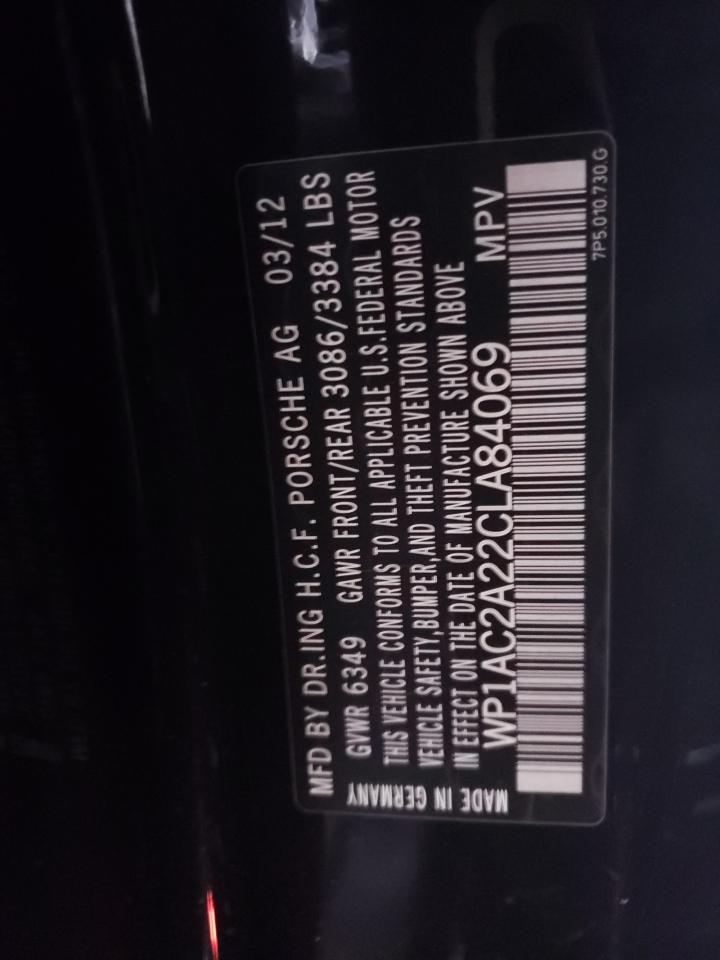 MFD BY DR.ING H.C.F. PORSCHE AG 03/12
GVWR 6349 GAWR FRONT/REAR 3086/3384 LBS
THIS VEHICLE CONFORMS TO ALL APPLICABLE U.S.FEDERAL MOTOR
VEHICLE SAFETY,BUMPER,AND THEFT PREVENTION STANDARDS
IN EFFECT ON THE DATE OF MANUFACTURE SHOWN ABOVE
WP1AC2A22CLA84069 MPV
MADE IN GERMANY
7P5.010.730.G